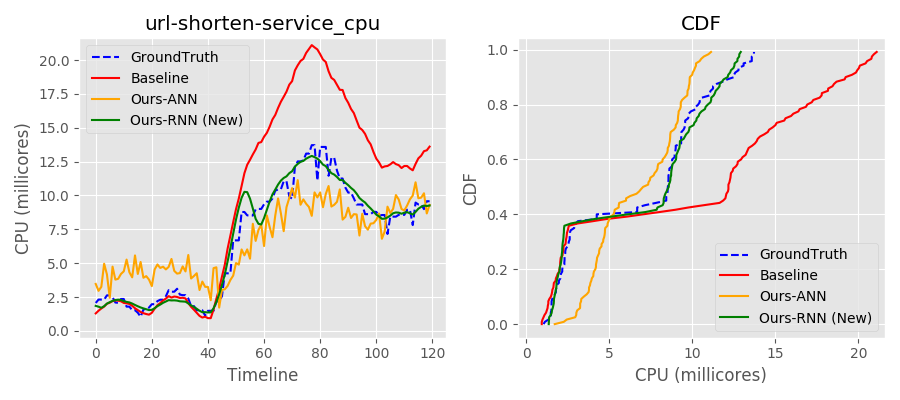 url-shorten-service_cpu
GroundTruth
Baseline
Ours-ANN
Ours-RNN (New)
20.0
17.5
15.0
12.5
10.0
7.5
5.0
2.5
0.0
CPU (millicores)
0
20
40
60
80
100
120
Timeline
CDF
1.0
0.8
0.6
0.4
0.2
0.0
CDF
GroundTruth
Baseline
Ours-ANN
Ours-RNN (New)
0
5
10
15
20
CPU (millicores)